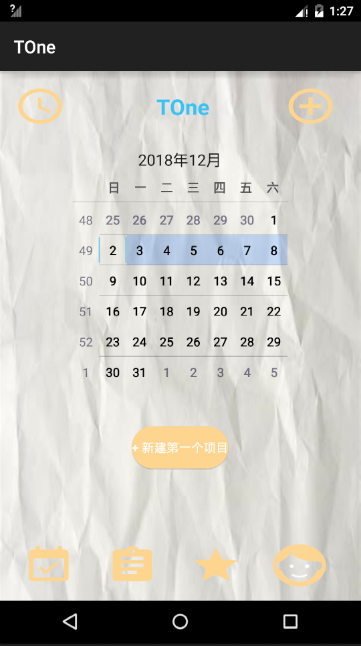 1:27
TOne
TOne
2018年12月
日 一 二 三 四 五 六
48 25 26 27 28 29 30 1
49 2 3 4 5 6 7 8
50 9 10 11 12 13 14 15
51 16 17 18 19 20 21 22
52 23 24 25 26 27 28 29
1 30 31 1 2 3 4 5
+ 新建第一个项目